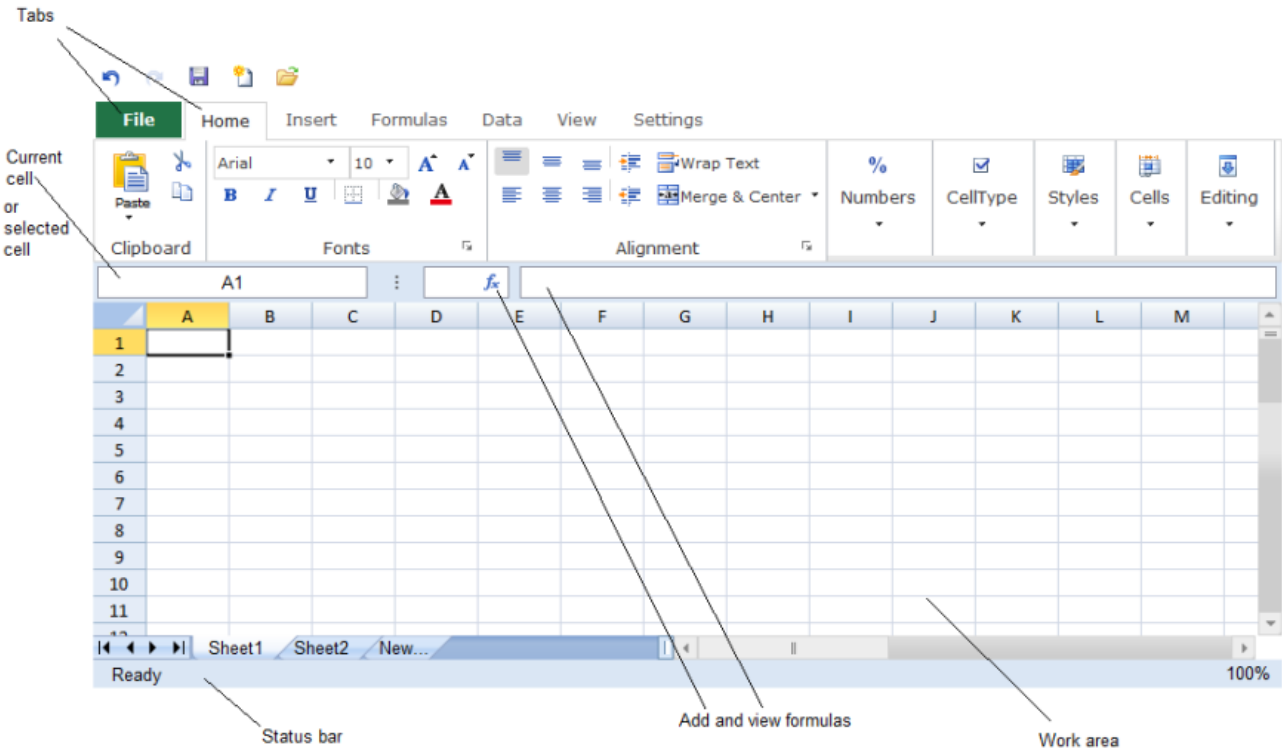 Tabs
File Home Insert Formulas Data View Settings
Current
cell
or
selected
cell
Arial 10 A A Wrap Text %
Paste B I U A Merge & Center Numbers CellType Styles Cells Editing
Clipboard Fonts Alignment
A1 fx
A B C D E F G H I J K L M
1
2
3
4
5
6
7
8
9
10
11
12
Sheet1 Sheet2 New...
Ready 100%
Add and view formulas
Status bar Work area